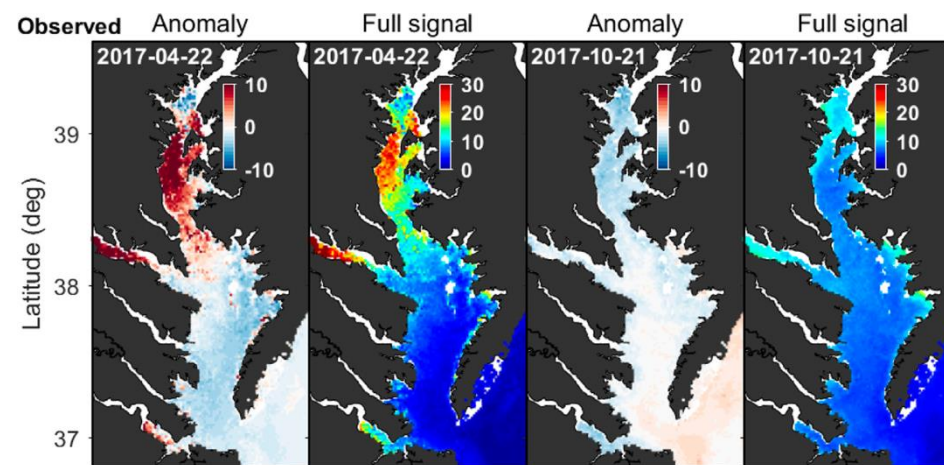 Observed Anomaly Full signal Anomaly Full signal
2017-04-22 2017-04-22 2017-10-21 2017-10-21
10 30 10 30
0 20 0 20
-10 10 -10 10
0 0
39
38
37
Latitude (deg)